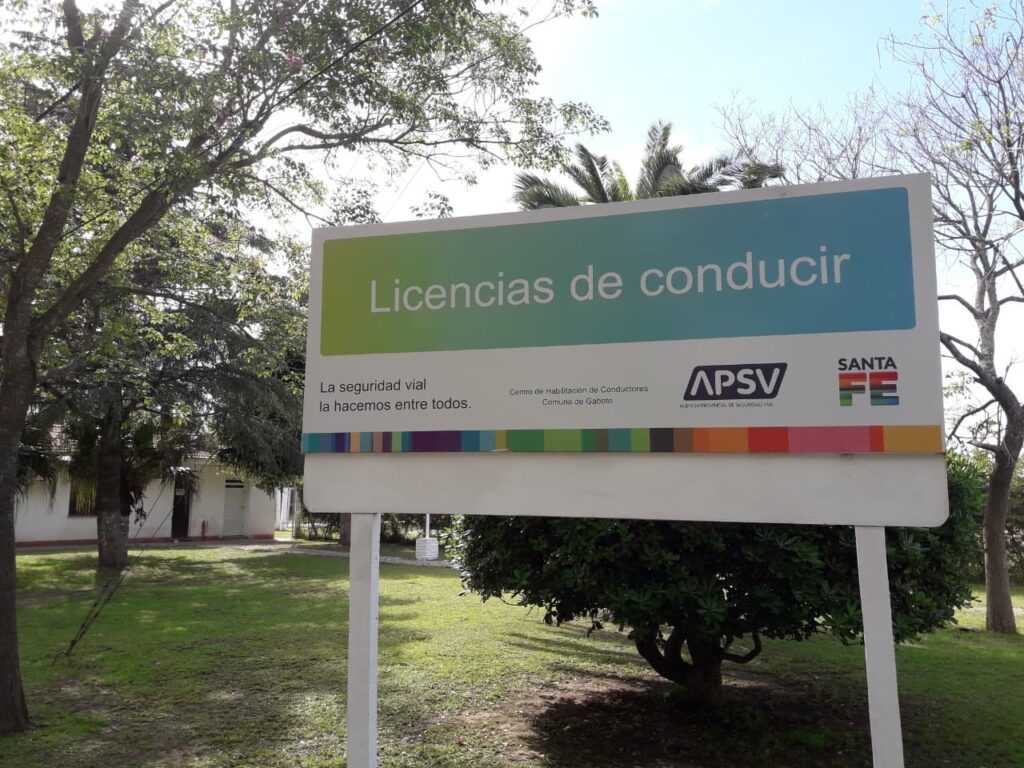 Licencias de conducir
La seguridad vial
la hacemos entre todos.
Centro de Habilitación de Conductores
Comuna de Gaboto
APSV
AGENCIA PROVINCIAL DE SEGURIDAD VIAL
SANTA
FE